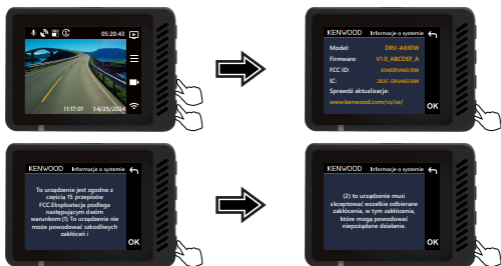 05:20:43
11:17:01 34/25/2024
KENWOOD Informacje o systemie
Model: DRV-A610W
Firmware: V1.0_ABCDEF_A
FCC ID:
IC: 282C-DRVA610W
Sprawdź aktualizacje:
www.kenwood.com/cs/ce/
OK
KENWOOD Informacje o systemie
To urządzenie jest zgodne z
częścią 15 przepisów
FCC.Eksploatacja podlega
następującym dwóm
warunkom:(1) To urządzenie nie
może powodować szkodliwych
zakłóceń i
OK
KENWOOD Informacje o systemie
(2) to urządzenie musi
akceptować wszelkie odbierane
zakłócenia, w tym zakłócenia,
które mogą powodować
niepożądane działanie.
OK